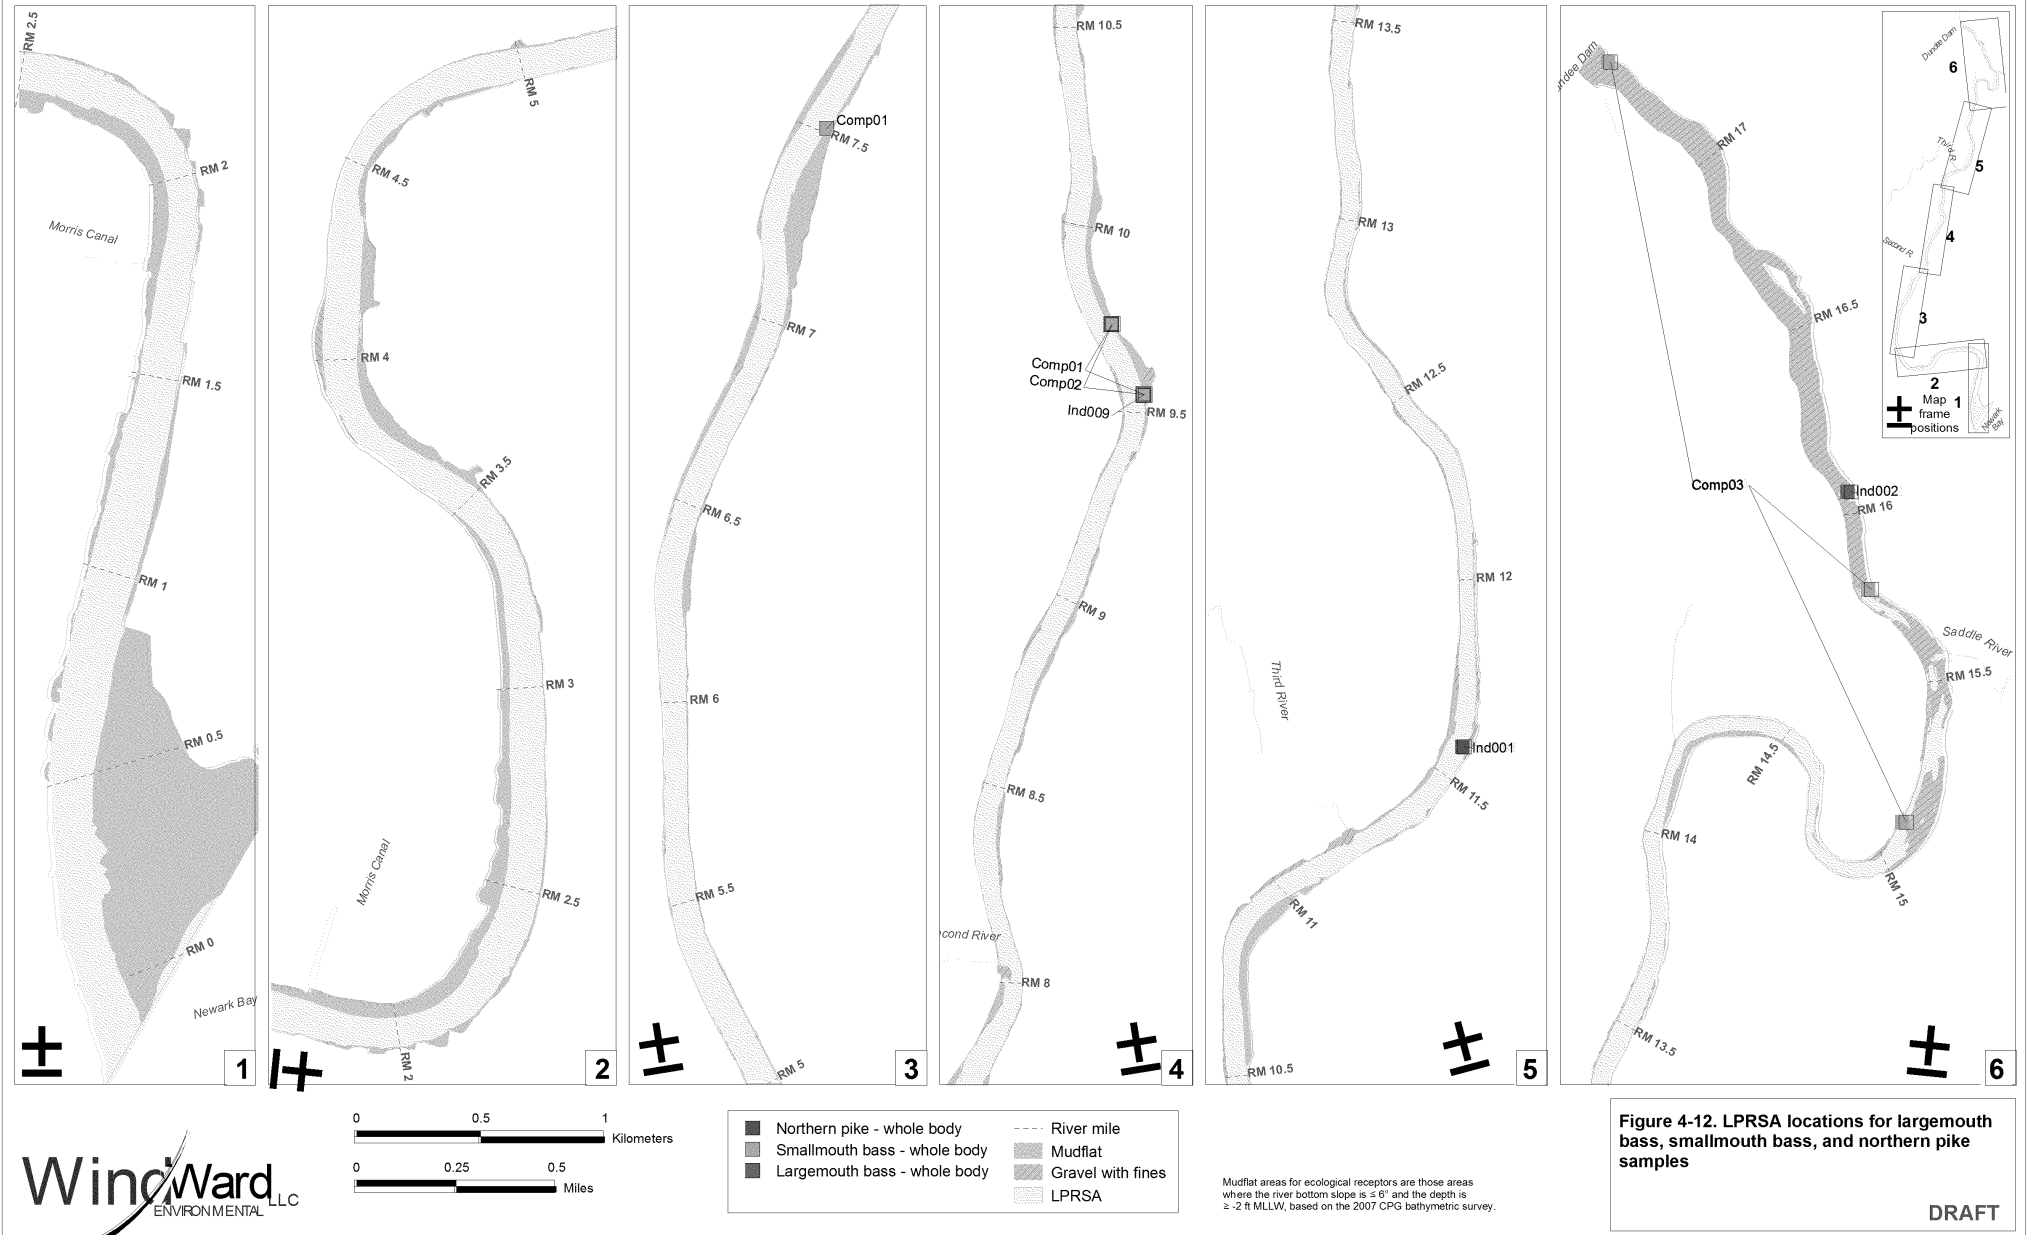 RM 2.5
RM 2
Morris Canal
RM 1.5
RM 1
RM 0.5
RM 0
Newark Bay
1
RM 5
RM 4.5
RM 4
RM 3.5
RM 3
Morris Canal
RM 2.5
RM 2
2
Comp01
RM 7.5
RM 7
RM 6.5
RM 6
RM 5.5
RM 5
3
RM 10.5
RM 10
Comp01
Comp02
Ind009
RM 9.5
RM 9
RM 8.5
econd River
RM 8
4
RM 13.5
RM 13
RM 12.5
RM 12
Third River
Ind001
RM 11.5
RM 11
RM 10.5
5
ndee Dam
RM 17
RM 16.5
Comp03
Ind002
RM 16
Saddle River
RM 15.5
RM 14.5
RM 14
RM 15
RM 13.5
6
Dundee Dam
6
Third R.
5
4
Second R.
3
2
Map
frame
positions
1
Newark
Bay
WindWard LLC
ENVIRONMENTAL
0 0.5 1
Kilometers
0 0.25 0.5
Miles
Northern pike - whole body
Smallmouth bass - whole body
Largemouth bass - whole body
River mile
Mudflat
Gravel with fines
LPRSA
Mudflat areas for ecological receptors are those areas
where the river bottom slope is ≤ 6° and the depth is
≥ -2 ft MLLW, based on the 2007 CPG bathymetric survey.
Figure 4-12. LPRSA locations for largemouth
bass, smallmouth bass, and northern pike
samples
DRAFT